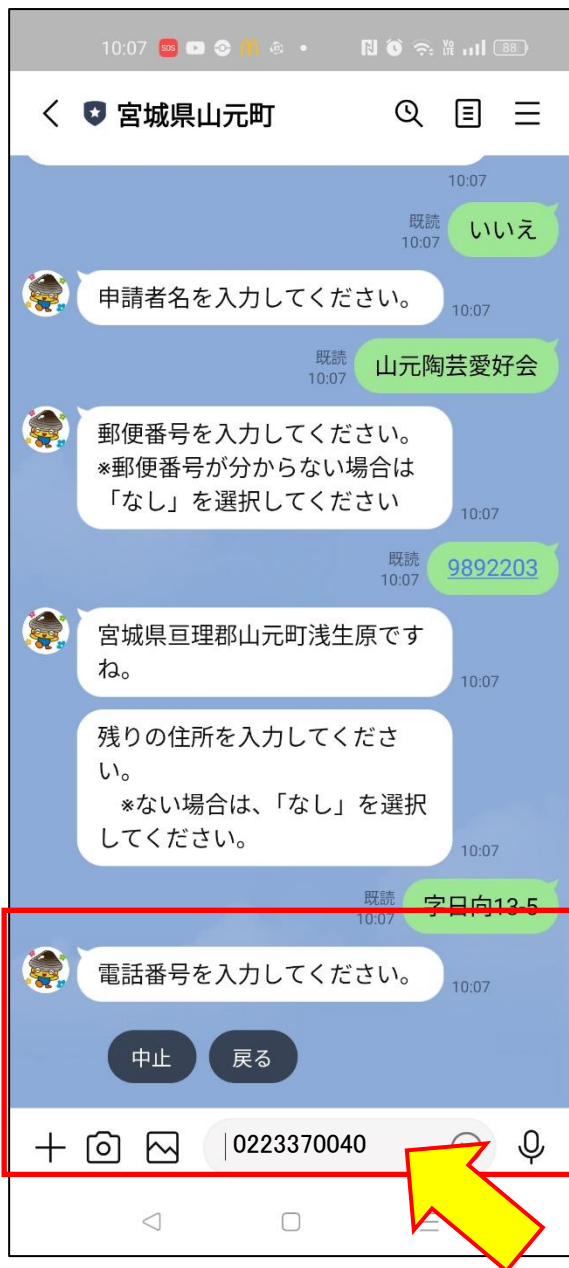 10:07
SOS
88
宮城県山元町
10:07
既読
10:07
いいえ
申請者名を入力してください。
10:07
既読
10:07
山元陶芸愛好会
郵便番号を入力してください。
※郵便番号が分からない場合は
「なし」を選択してください
10:07
既読
10:07
9892203
宮城県亘理郡山元町浅生原です
ね。
10:07
残りの住所を入力してくださ
い。
※ない場合は、「なし」を選択
してください。
10:07
既読
10:07
字日向13-5
電話番号を入力してください。
10:07
中止
戻る
0223370040